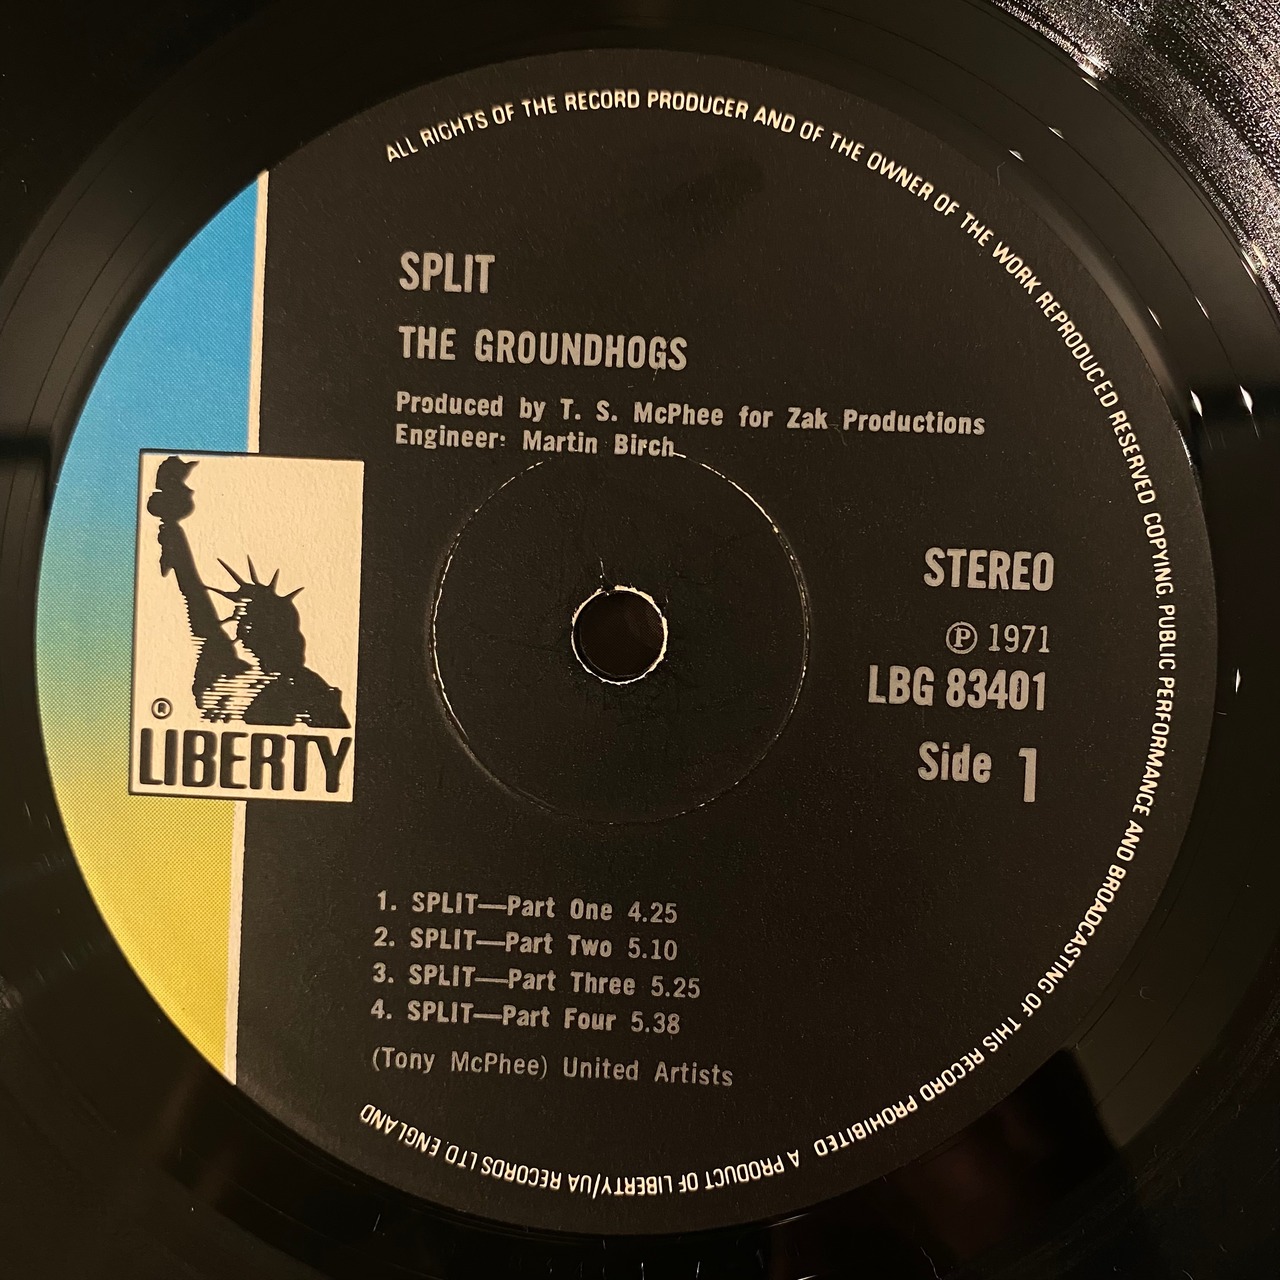 ALL RIGHTS OF THE RECORD PRODUCER AND OF THE OWNER OF THE WORK REPRODUCED RESERVED COPYING, PUBLIC PERFORMANCE AND BROADCASTING OF THIS RECORD PROHIBITED A PRODUCT OF LIBERTY/UA RECORDS LTD. ENGLAND
SPLIT
THE GROUNDHOGS
Produced by T. S. McPhee for Zak Productions
Engineer: Martin Birch
STEREO
Ⓟ 1971
LBG 83401
Side 1
®
LIBERTY
1. SPLIT—Part One 4.25
2. SPLIT—Part Two 5.10
3. SPLIT—Part Three 5.25
4. SPLIT—Part Four 5.38
(Tony McPhee) United Artists